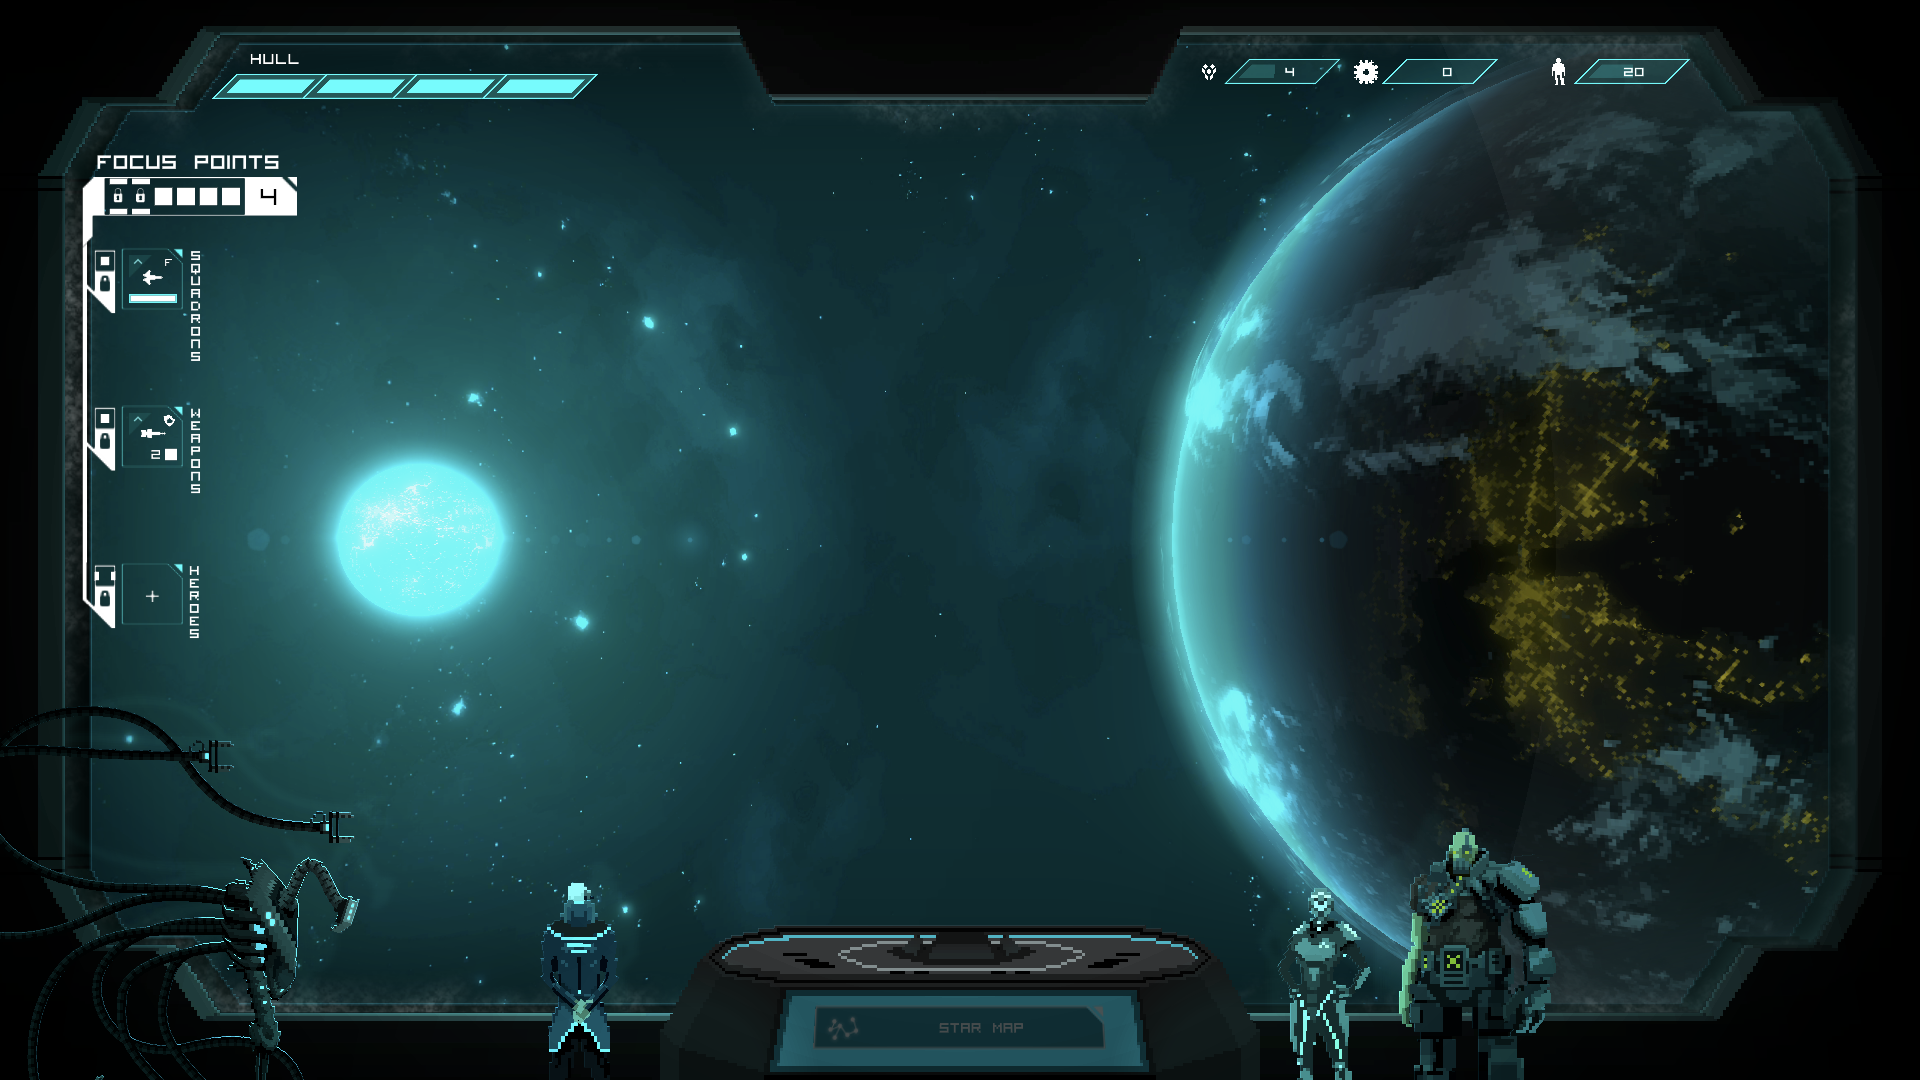 HULL
4
0
20
FOCUS POINTS
4
F
SQUADRONS
2
WEAPONS
HEROES
STAR MAP